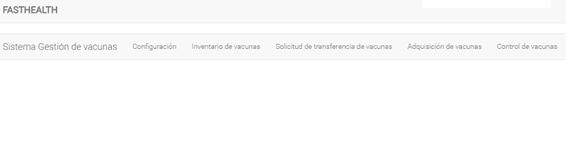 FASTHEALTH
Sistema Gestión de vacunas Configuración Inventario de vacunas Solicitud de transferencia de vacunas Adquisición de vacunas Control de vacunas